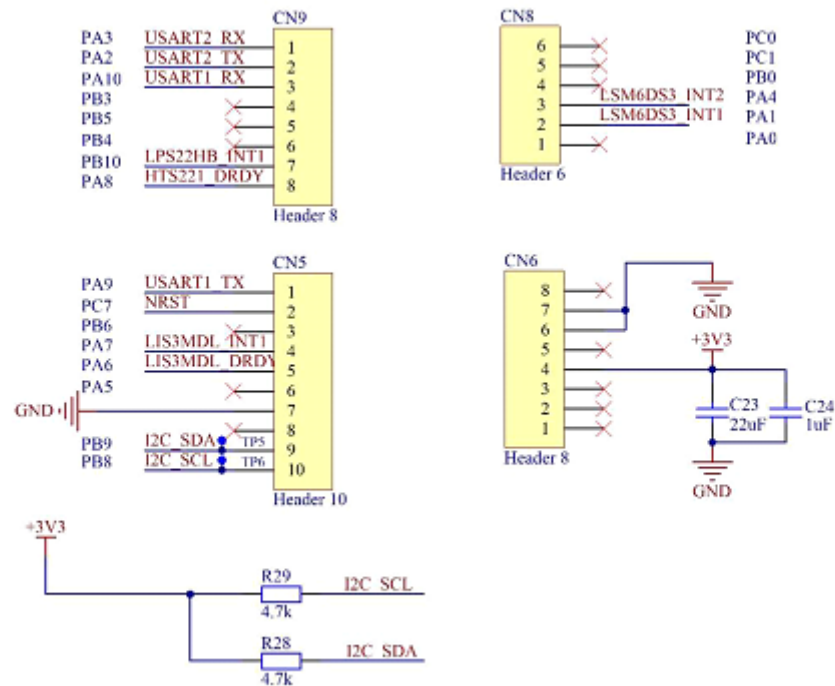 CN9
PA3 USART2_RX 1
PA2 USART2_TX 2
PA10 USART1_RX 3
PB3 4
PB5 5
PB4 6
PB10 LPS22HB_INT1 7
PA8 HTS221_DRDY 8
Header 8
CN8
6 PC0
5 PC1
4 PB0
3 LSM6DS3_INT2 PA4
2 LSM6DS3_INT1 PA1
1 PA0
Header 6
CN5
PA9 USART1_TX 1
PC7 NRST 2
PB6 3
PA7 LIS3MDL_INT1 4
PA6 LIS3MDL_DRDY 5
PA5 6
GND 7
8
PB9 I2C_SDA TP5 9
PB8 I2C_SCL TP6 10
Header 10
CN6
8
7
6
5
4
3
2
1
Header 8
GND
+3V3
C23
22uF
C24
1uF
GND
+3V3
R29
4.7k
I2C_SCL
R28
4.7k
I2C_SDA